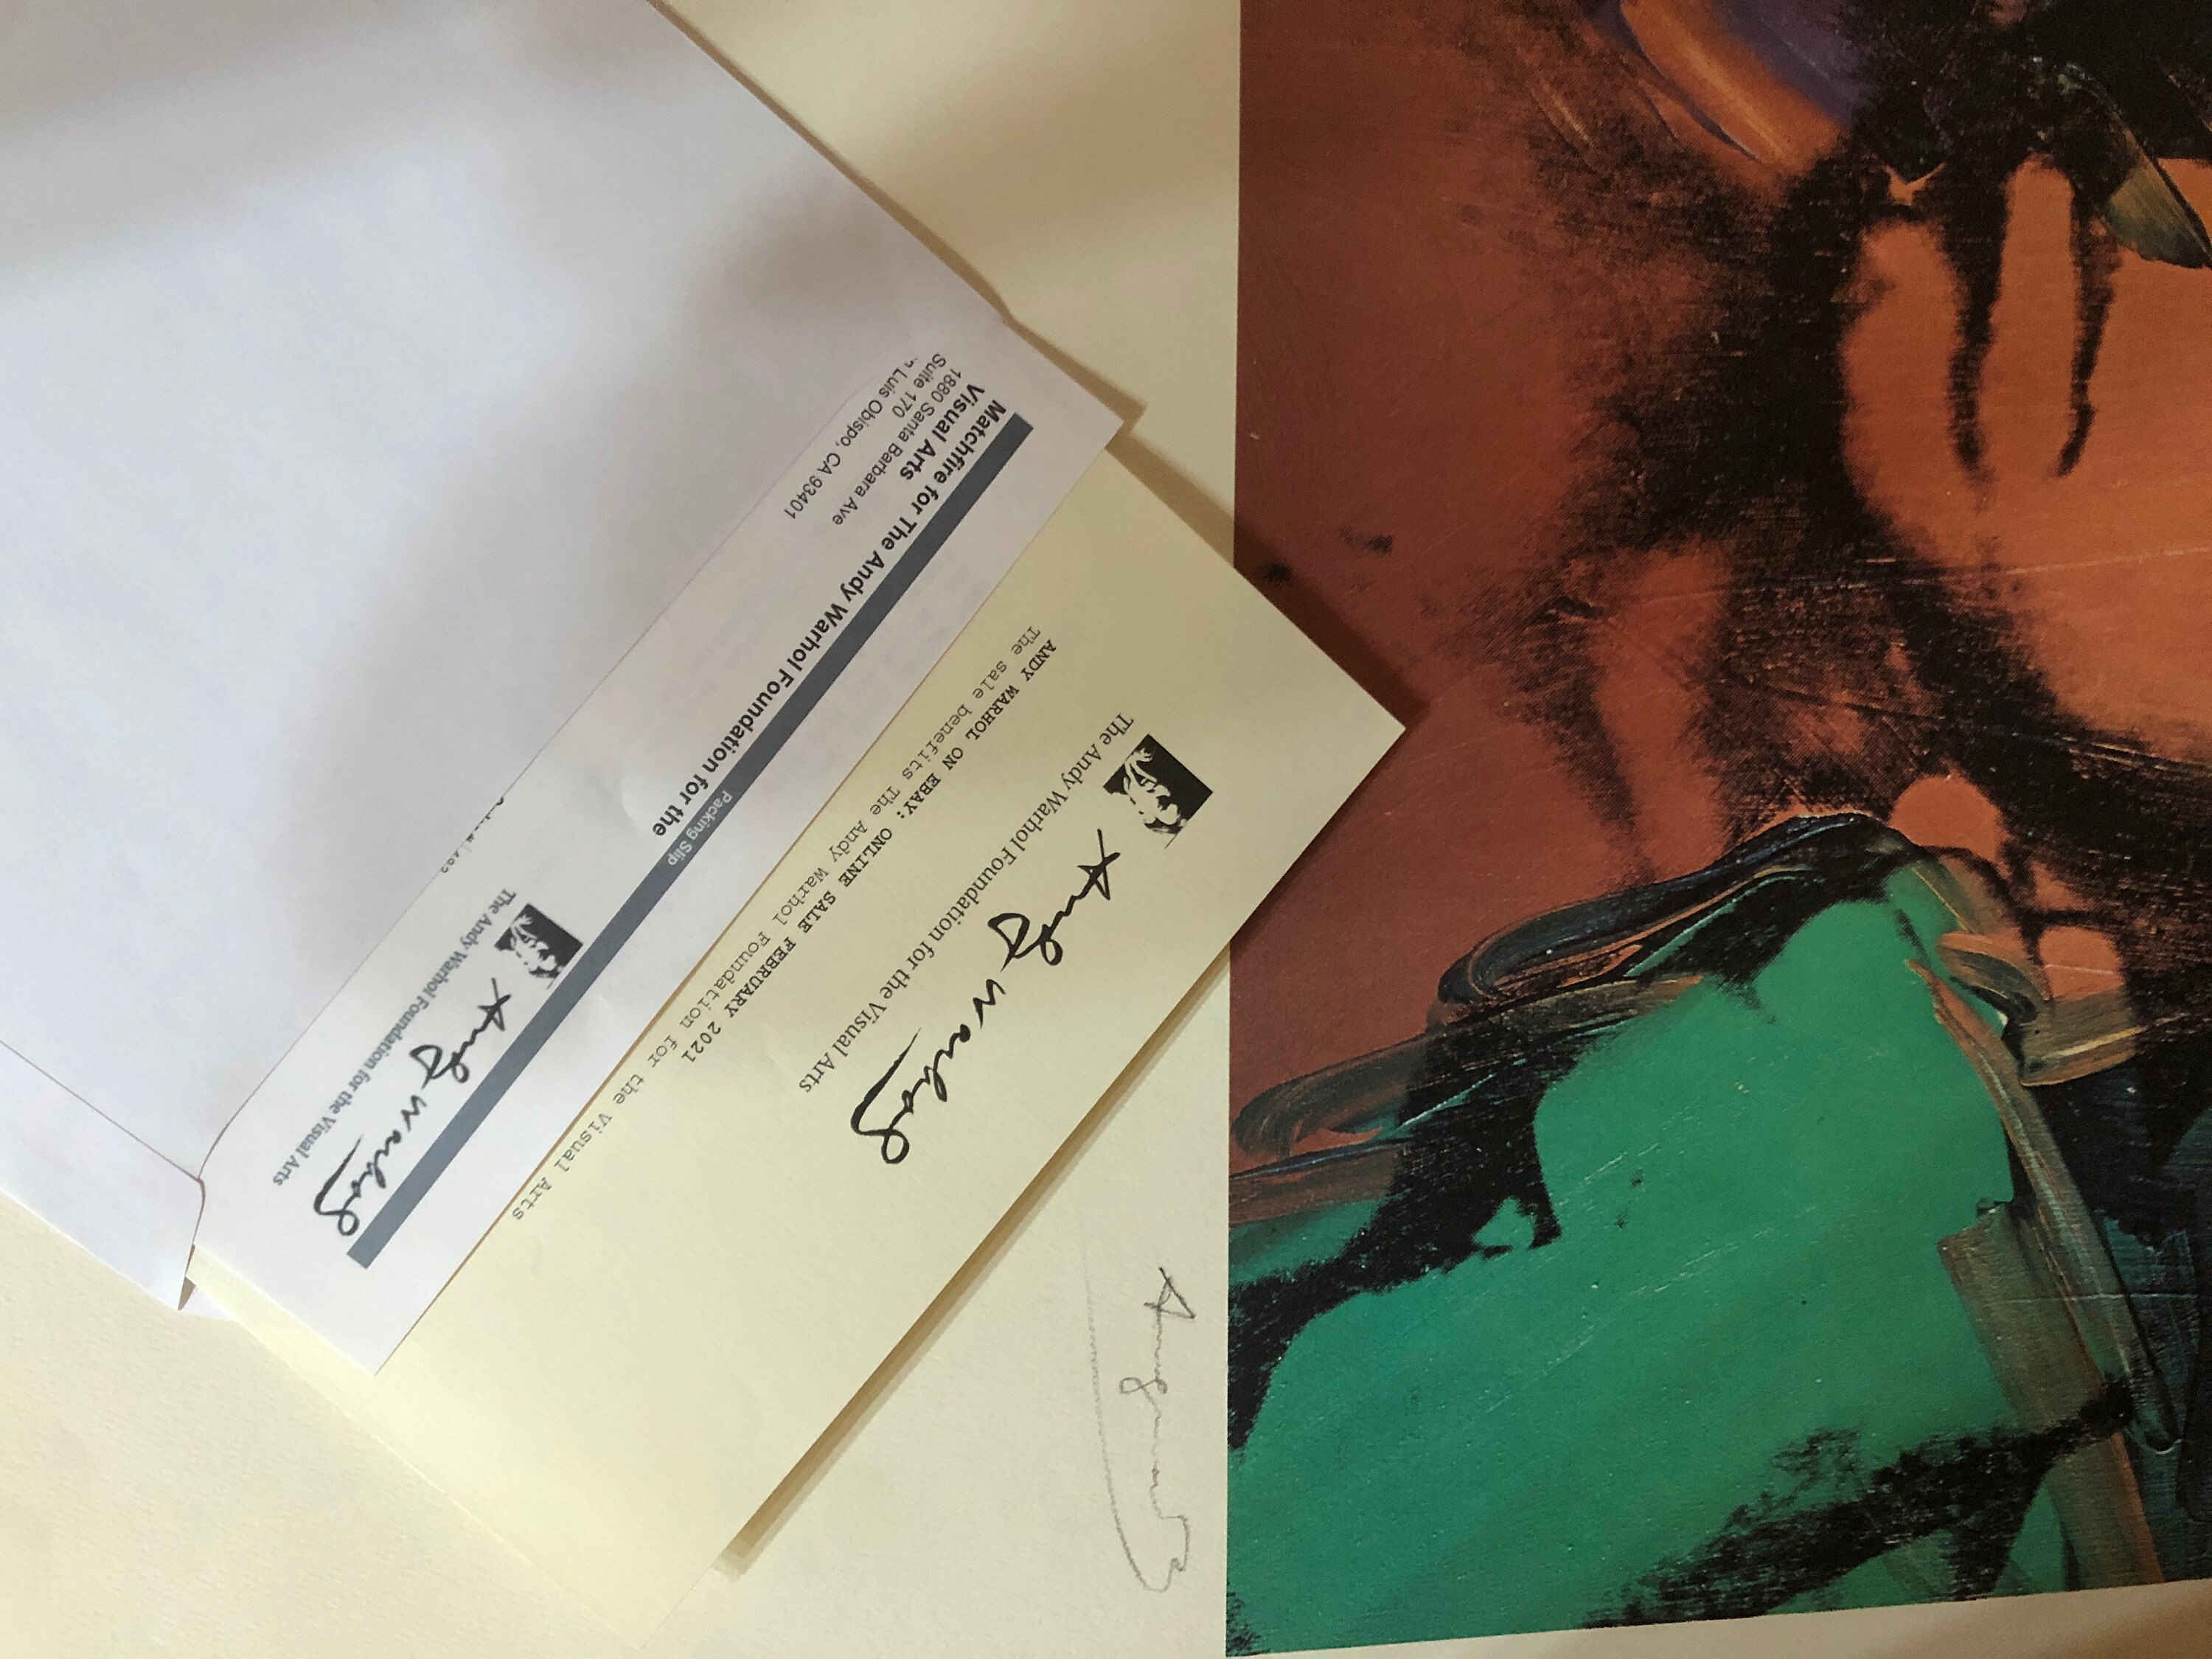 Matchfire for The Andy Warhol Foundation for the
Visual Arts
1880 Santa Barbara Ave
Suite 170
Luis Obispo, CA 93401
Packing Slip
The Andy Warhol Foundation for the Visual Arts
Andy Warhol
ANDY WARHOL ON EBAY: ONLINE SALE FEBRUARY 2021
The sale benefits The Andy Warhol Foundation for the Visual Arts
The Andy Warhol Foundation for the Visual Arts
Andy Warhol